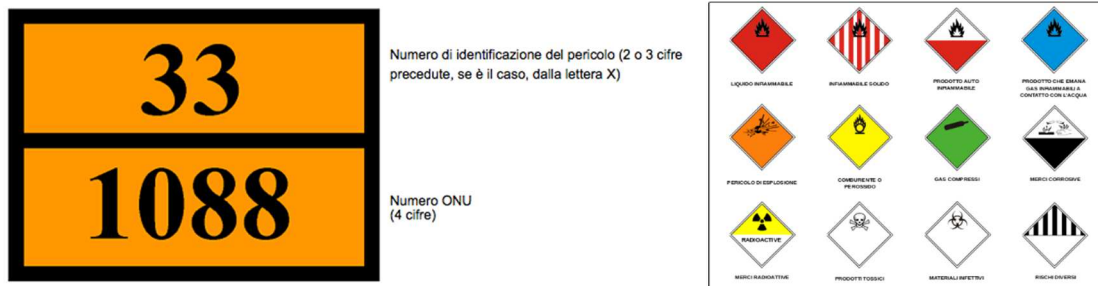 33
Numero di identificazione del pericolo (2 o 3 cifre
precedute, se è il caso, dalla lettera X)
1088
Numero ONU
(4 cifre)
LIQUIDO INFIAMMABILE
INFIAMMABILE SOLIDO
PRODOTTO AUTO
INFIAMMABILE
PRODOTTO CHE EMANA
GAS INFIAMMABILI A
CONTATTO CON L'ACQUA
PERICOLO DI ESPLOSIONE
COMBURENTE O
PEROSSIDO
GAS COMPRESSI
MERCI CORROSIVE
RADIOACTIVE
MERCI RADIOATTIVE
PRODOTTI TOSSICI
MATERIALI INFETTIVI
RISCHI DIVERSI